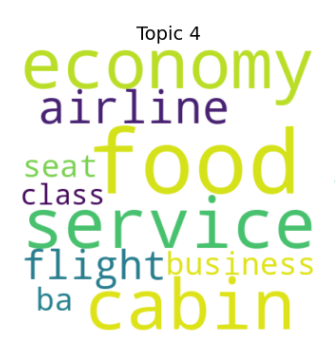 Topic 4
economy
airline
food
seat
class
service
flight business
ba cabin